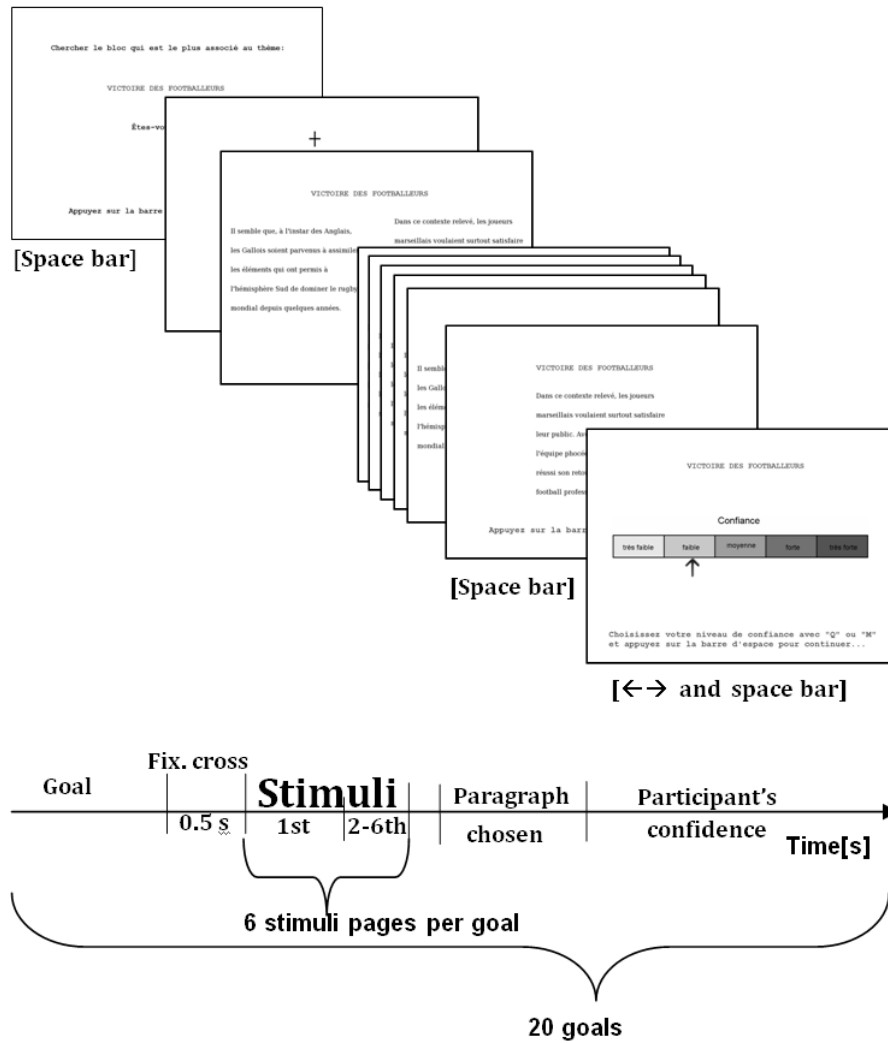 Chercher le bloc qui est le plus associé au thème:
VICTOIRE DES FOOTBALLEURS
Êtes-vo
Appuyez sur la barre
[Space bar]
+
VICTOIRE DES FOOTBALLEURS
Il semble que, à l'instar des Anglais,
les Gallois soient parvenus à assimile
les éléments qui ont permis à
l'hémisphère Sud de dominer le rugby
mondial depuis quelques années.
Dans ce contexte relevé, les joueurs
marseillais voulaient surtout satisfaire
Il semble
les Gallo
les éléme
l'hémisp
mondial
VICTOIRE DES FOOTBALLEURS
Dans ce contexte relevé, les joueurs
marseillais voulaient surtout satisfaire
leur public. Av
l'équipe phocé
réussi son reto
football profes
Appuyez sur la barre
[Space bar]
VICTOIRE DES FOOTBALLEURS
Confiance
très faible faible moyenne forte très forte
Choisissez votre niveau de confiance avec "Q" ou "M"
et appuyez sur la barre d'espace pour continuer...
[←→ and space bar]
Goal
Fix. cross
0.5 s
Stimuli
1st 2-6th
Paragraph
chosen
Participant's
confidence
Time[s]
6 stimuli pages per goal
20 goals